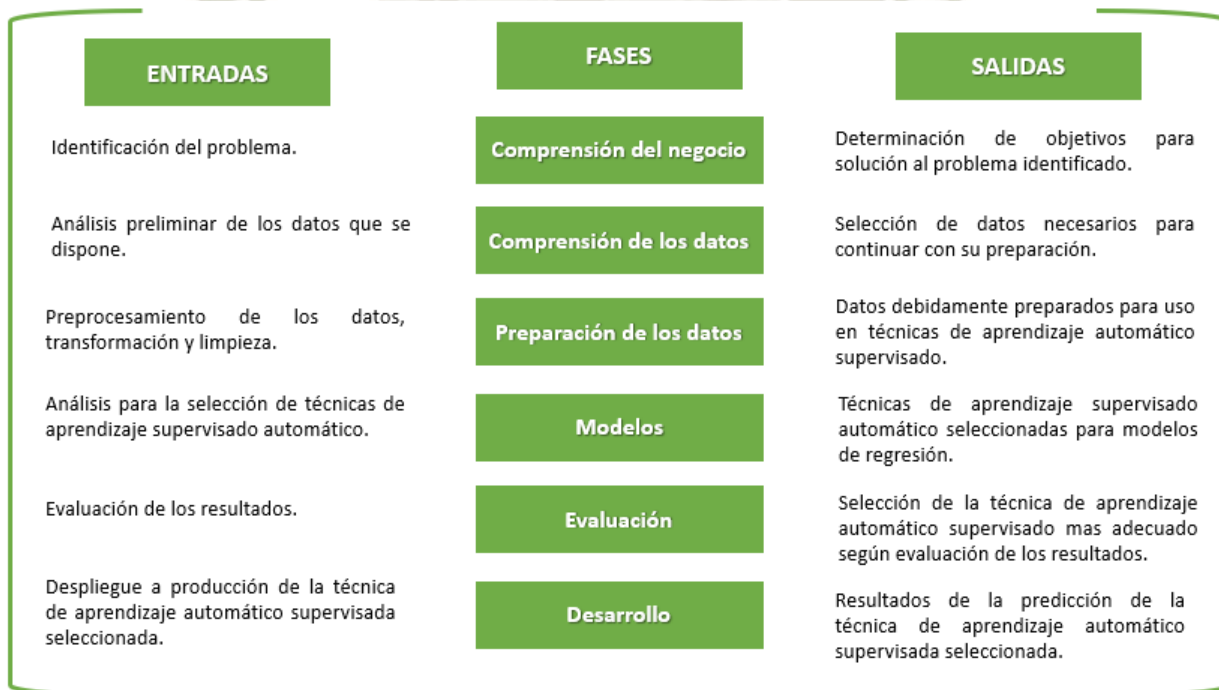 ENTRADAS
FASES
SALIDAS
Identificación del problema.
Comprensión del negocio
Determinación de objetivos para
solución al problema identificado.
Análisis preliminar de los datos que se
dispone.
Comprensión de los datos
Selección de datos necesarios para
continuar con su preparación.
Preprocesamiento de los datos,
transformación y limpieza.
Preparación de los datos
Datos debidamente preparados para uso
en técnicas de aprendizaje automático
supervisado.
Análisis para la selección de técnicas de
aprendizaje supervisado automático.
Modelos
Técnicas de aprendizaje supervisado
automático seleccionadas para modelos
de regresión.
Evaluación de los resultados.
Evaluación
Selección de la técnica de aprendizaje
automático supervisado mas adecuado
según evaluación de los resultados.
Despliegue a producción de la técnica
de aprendizaje automático supervisada
seleccionada.
Desarrollo
Resultados de la predicción de la
técnica de aprendizaje automático
supervisada seleccionada.